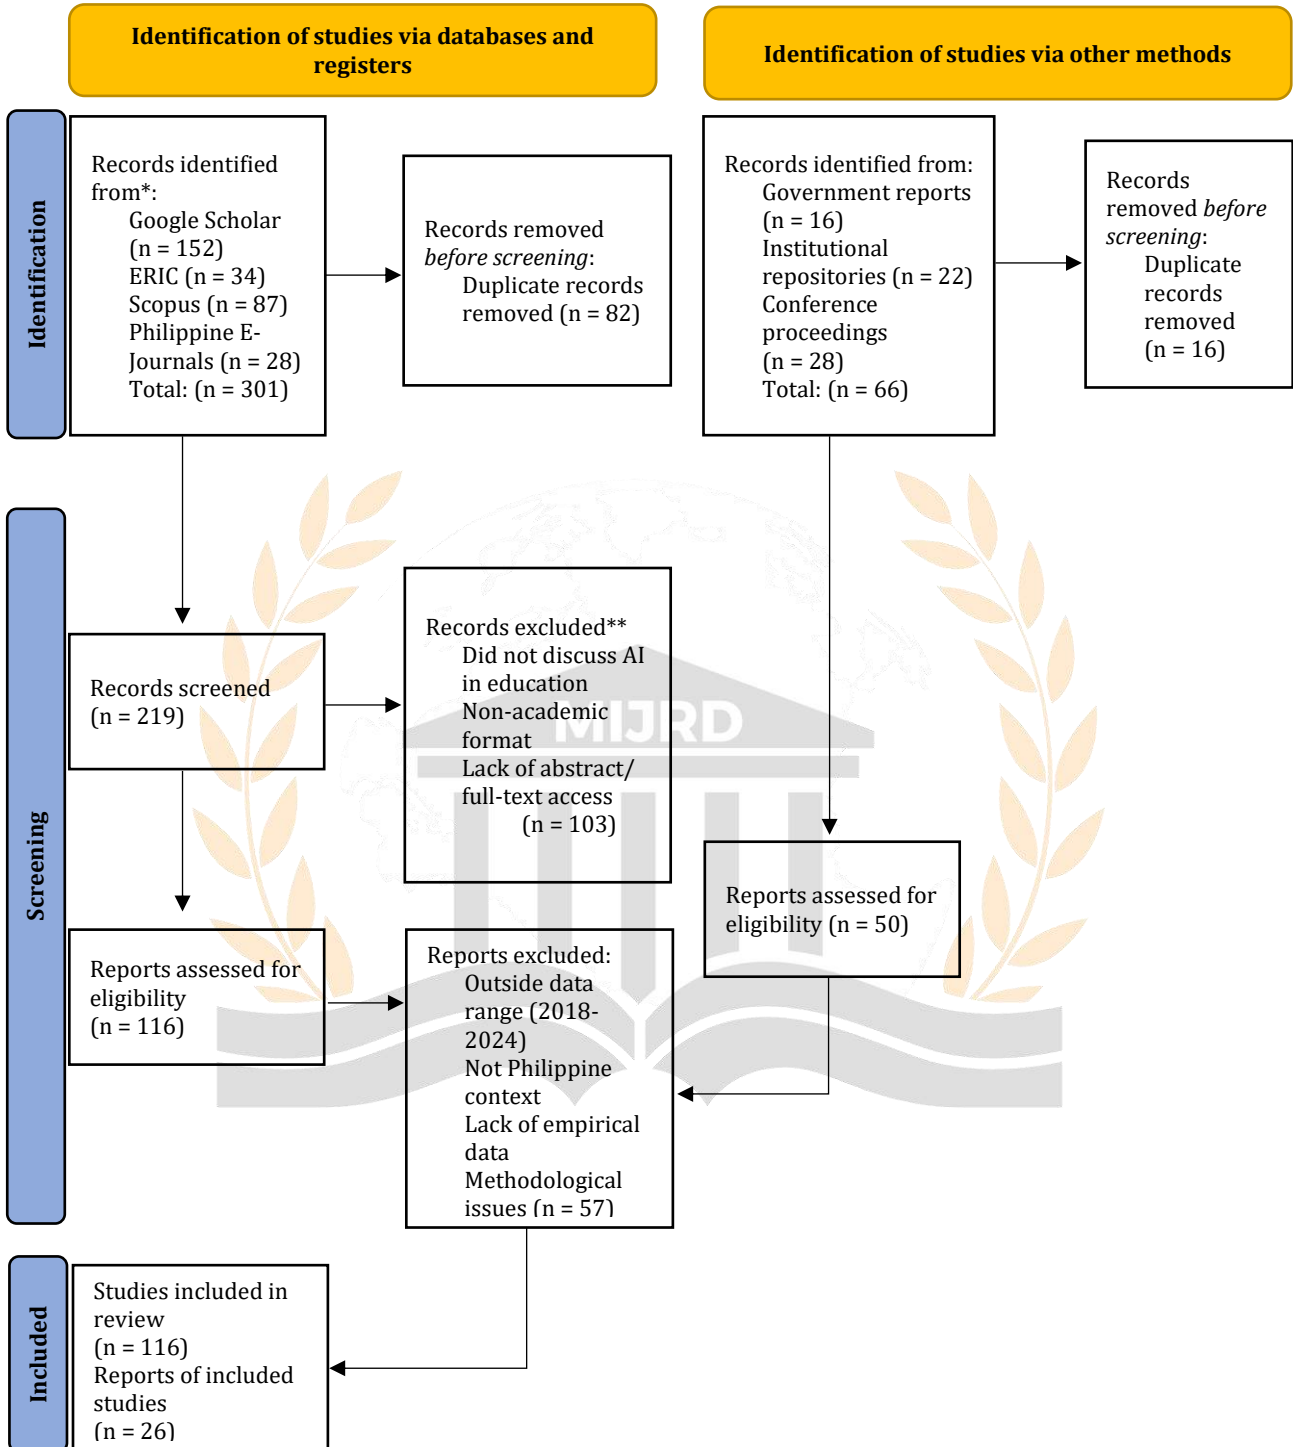 Identification of studies via databases and
registers
Identification of studies via other methods
Identification
Records identified
from*:
Google Scholar
(n = 152)
ERIC (n = 34)
Scopus (n = 87)
Philippine E-
Journals (n = 28)
Total: (n = 301)
Records removed
before screening:
Duplicate records
removed (n = 82)
Records identified from:
Government reports
(n = 16)
Institutional
repositories (n = 22)
Conference
proceedings
(n = 28)
Total: (n = 66)
Records
removed before
screening:
Duplicate
records
removed
(n = 16)
Screening
Records screened
(n = 219)
Records excluded**
Did not discuss AI
in education
Non-academic
format
Lack of abstract/
full-text access
(n = 103)
MIJRD
Reports assessed for
eligibility (n = 50)
Reports assessed for
eligibility
(n = 116)
Reports excluded:
Outside data
range (2018-
2024)
Not Philippine
context
Lack of empirical
data
Methodological
issues (n = 57)
Included
Studies included in
review
(n = 116)
Reports of included
studies
(n = 26)